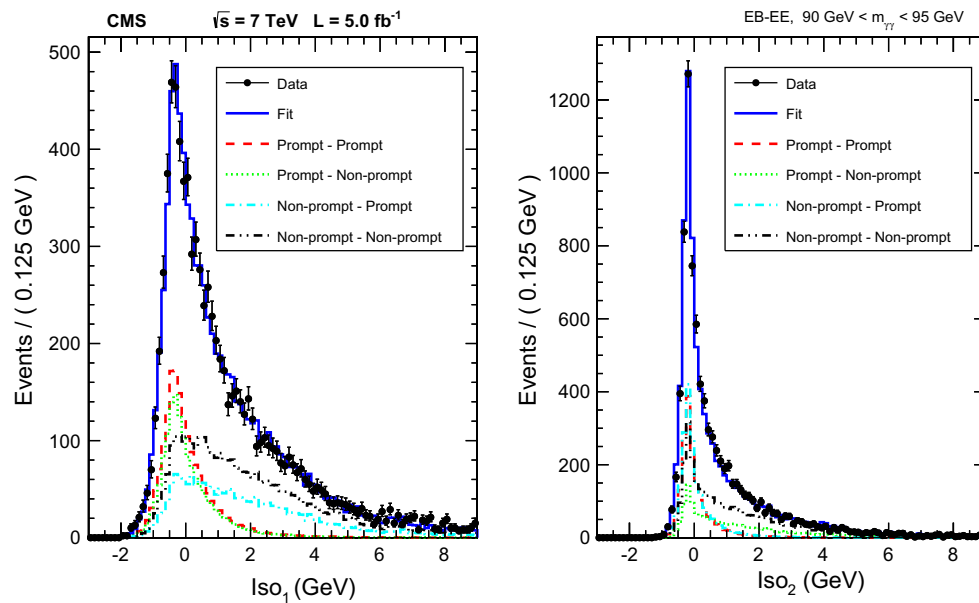 CMS √s = 7 TeV L = 5.0 fb⁻¹
Events / ( 0.125 GeV)
500
400
300
200
100
0
Data
Fit
Prompt - Prompt
Prompt - Non-prompt
Non-prompt - Prompt
Non-prompt - Non-prompt
-2 0 2 4 6 8
Iso₁ (GeV)
EB-EE, 90 GeV < mγγ < 95 GeV
Events / ( 0.125 GeV)
1200
1000
800
600
400
200
0
Data
Fit
Prompt - Prompt
Prompt - Non-prompt
Non-prompt - Prompt
Non-prompt - Non-prompt
-2 0 2 4 6 8
Iso₂ (GeV)